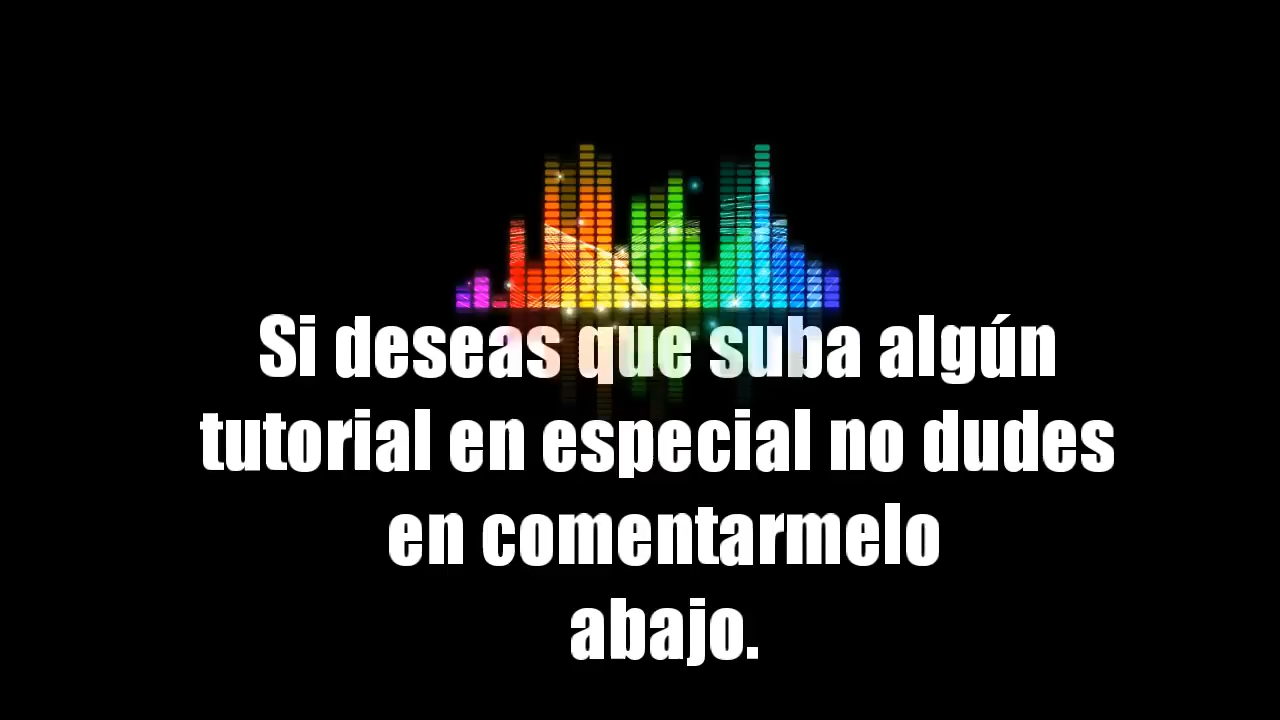 Si deseas que suba algún
tutorial en especial no dudes
en comentarmelo
abajo.